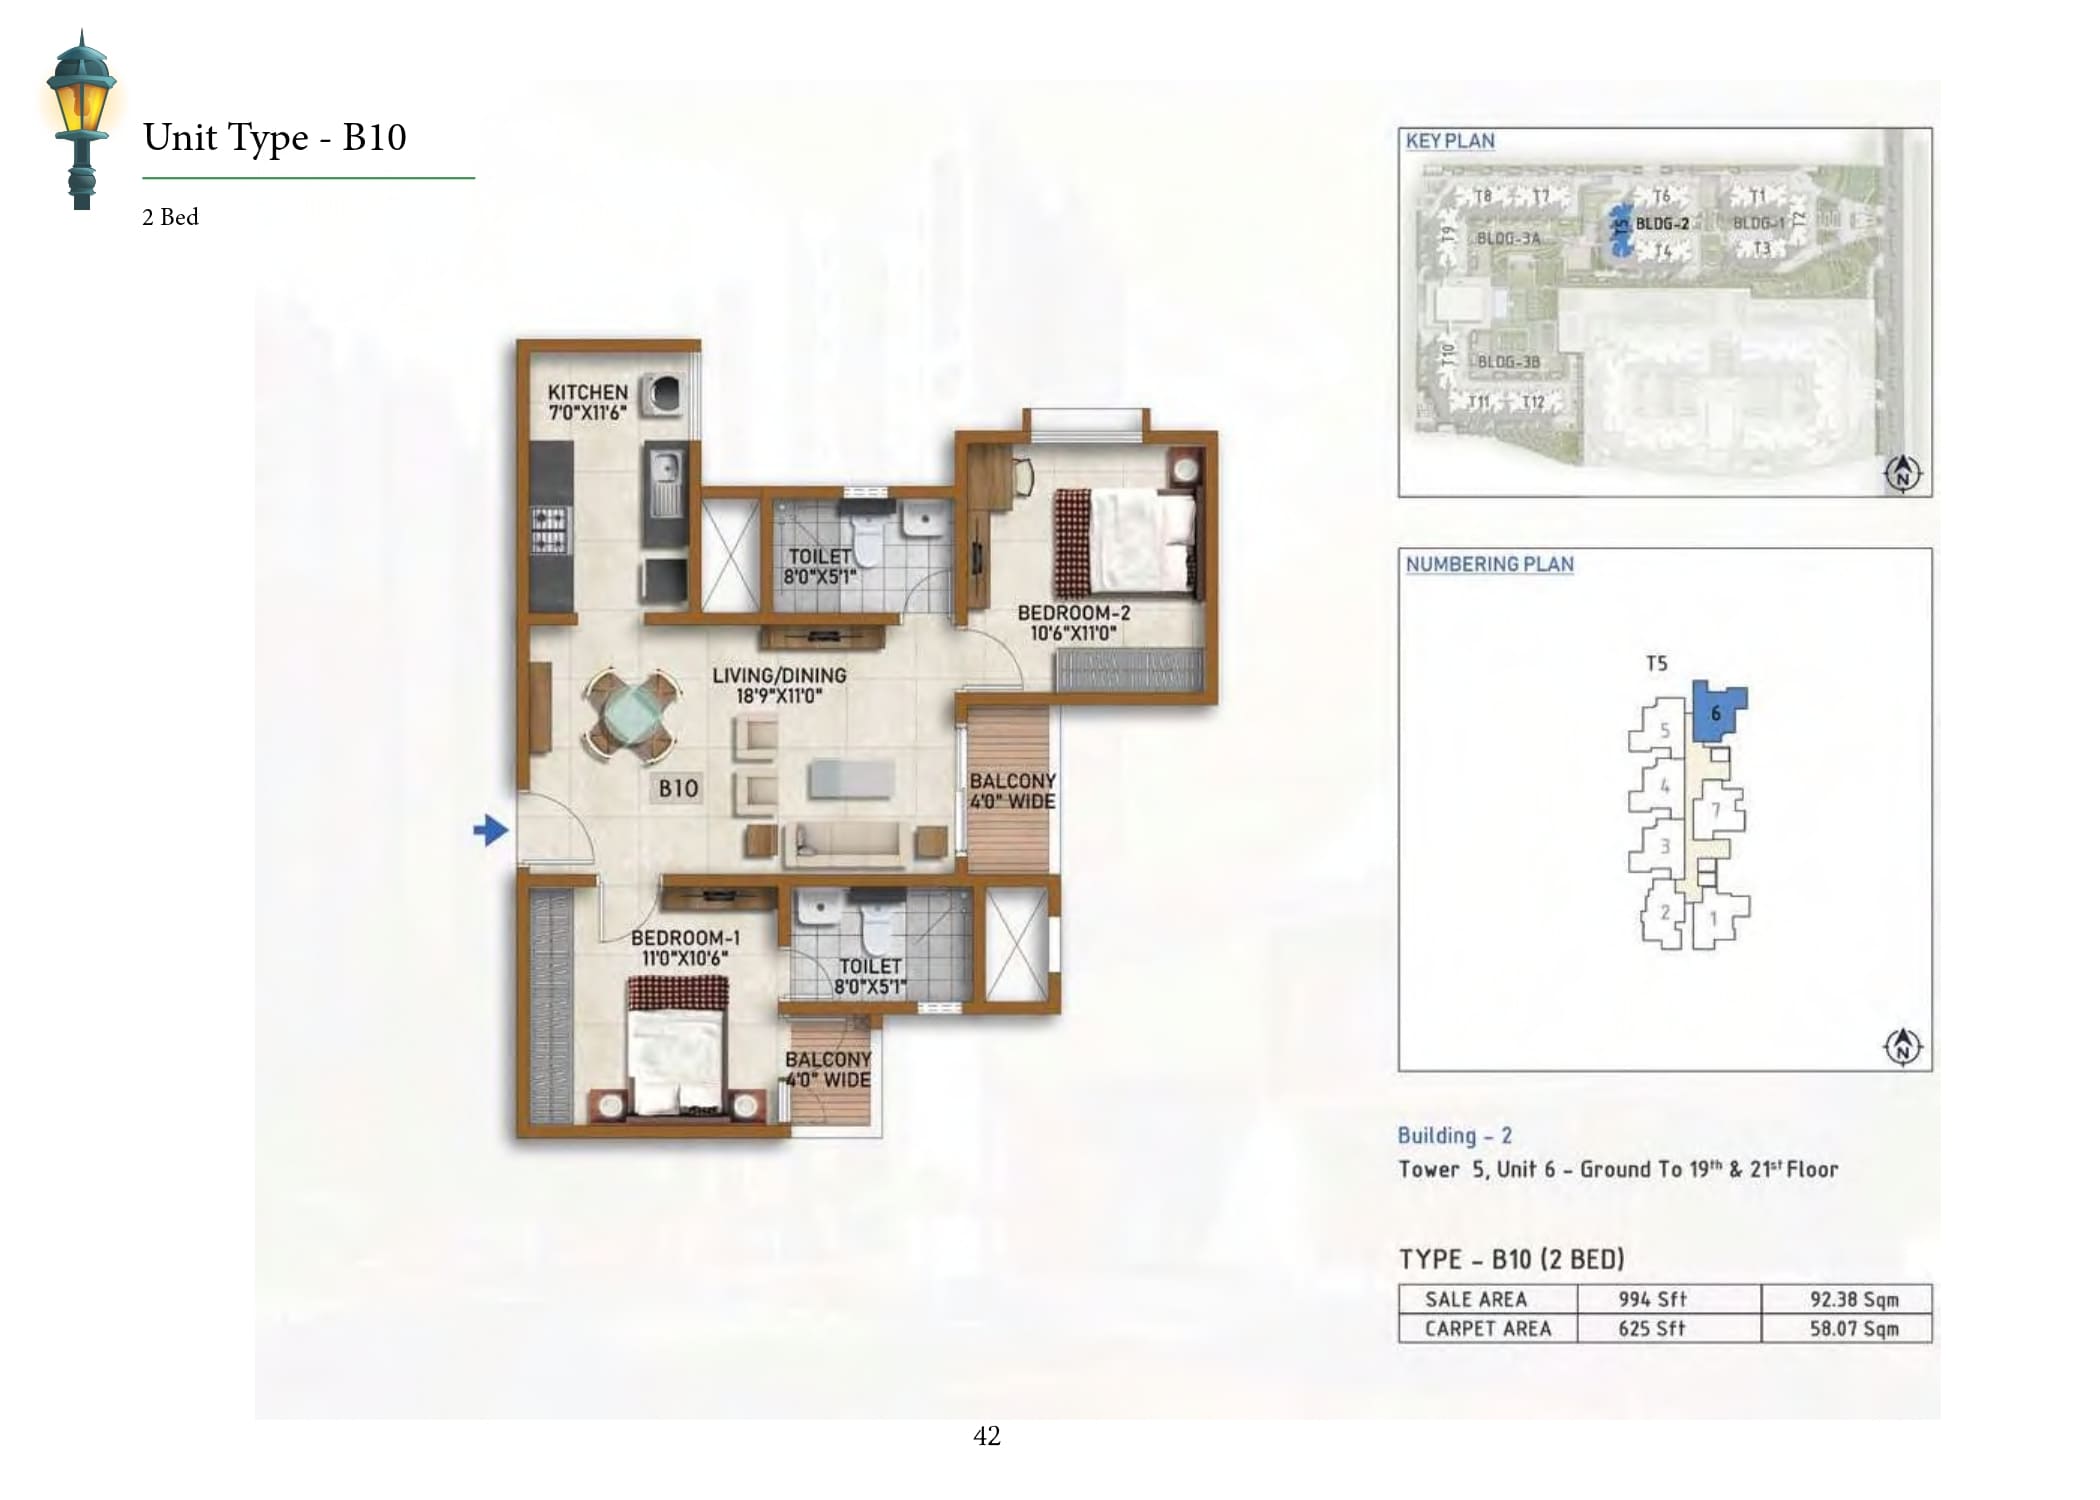 Unit Type - B10
2 Bed
KITCHEN
7'0"X11'6"
TOILET
8'0"X5'1"
BEDROOM-2
10'6"X11'0"
LIVING/DINING
18'9"X11'0"
B10
BALCONY
4'0" WIDE
BEDROOM-1
11'0"X10'6"
TOILET
8'0"X5'1"
BALCONY
4'0" WIDE
KEY PLAN
T8 T7 T6 T1
T9 T5 T2
BLDG-3A BLDG-2 BLDG-1
T4 T3
T10
BLDG-3B
T11 T12
N
NUMBERING PLAN
T5
6
5
4
7
3
2
1
N
Building - 2
Tower 5, Unit 6 - Ground To 19th & 21st Floor
TYPE - B10 (2 BED)
SALE AREA 994 Sft 92.38 Sqm
CARPET AREA 625 Sft 58.07 Sqm
42